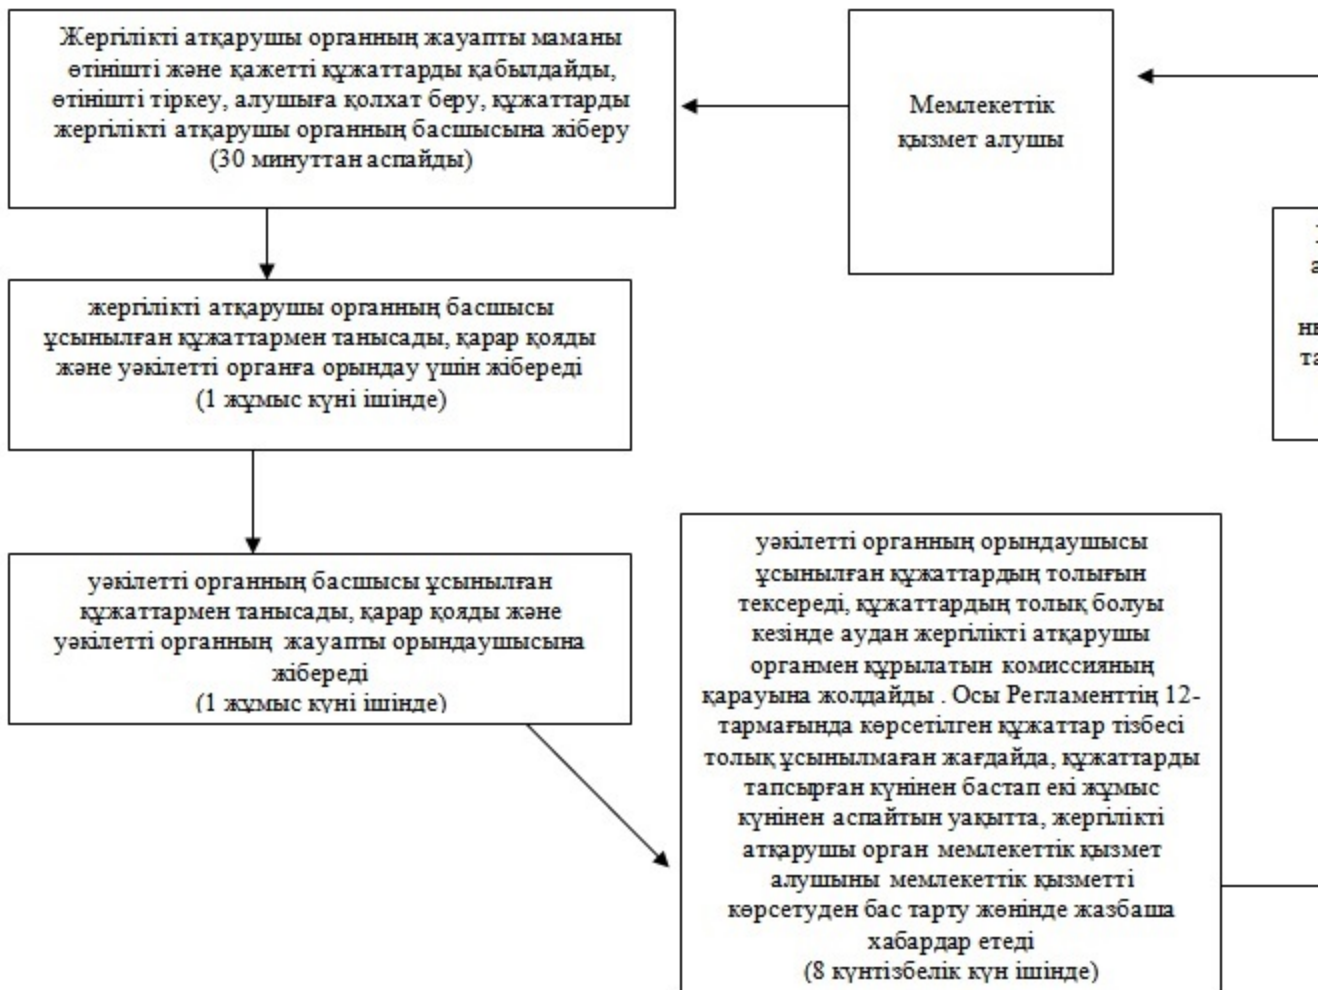 Жергілікті атқарушы органның жауапты маманы
өтінішті және қажетті құжаттарды қабылдайды,
өтінішті тіркеу, алушыға қолхат беру, құжаттарды
жергілікті атқарушы органның басшысына жіберу
(30 минуттан аспайды)
Мемлекеттік
қызмет алушы
жергілікті атқарушы органның басшысы
ұсынылған құжаттармен танысады, қарар қояды
және уәкілетті органға орындау үшін жібереді
(1 жұмыс күні ішінде)
уәкілетті органның басшысы ұсынылған
құжаттармен танысады, қарар қояды және
уәкілетті органның жауапты орындаушысына
жібереді
(1 жұмыс күні ішінде)
уәкілетті органның орындаушысы
ұсынылған құжаттардың толығын
тексереді, құжаттардың толық болуы
кезінде аудан жергілікті атқарушы
органмен құрылатын комиссияның
қарауына жолдайды . Осы Регламенттің 12-
тармағында көрсетілген құжаттар тізбесі
толық ұсынылмаған жағдайда, құжаттарды
тапсырған күнінен бастап екі жұмыс
күнінен аспайтын уақытта, жергілікті
атқарушы орган мемлекеттік қызмет
алушыны мемлекеттік қызметті
көрсетуден бас тарту жөнінде жазбаша
хабардар етеді
(8 күнтізбелік күн ішінде)